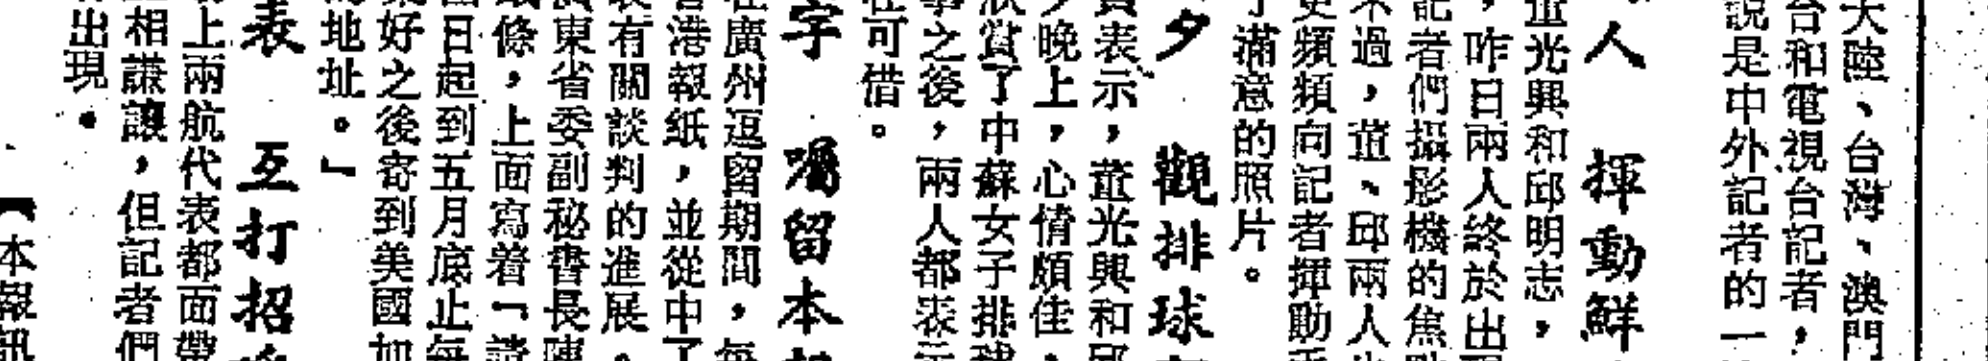 大陸、台灣、澳門
台和電視台記者，
說是中外記者的一
人　揮動鮮
董光興和邱明志，
，昨日兩人終於出
記者們攝影機的焦
不過，董、邱兩人
更頻頻向記者揮動
了滿意的照片。
夕　觀排球
員表示，董光興和邱
夕晚上，心情頗佳，
欣賞了中蘇女子排球
事之後，兩人都表示
在可借。
字　囑留本報
在廣州逗留期間，每
香港報紙，並從中了
表有關談判的進展。
廣東省委副秘書長陳
條，上面寫着「請
日起到五月底止每
好之後寄到美國加
地址。」
表　互打招
上兩航代表都面帶
互相謙讓，但記者們
出現。
【本報訊